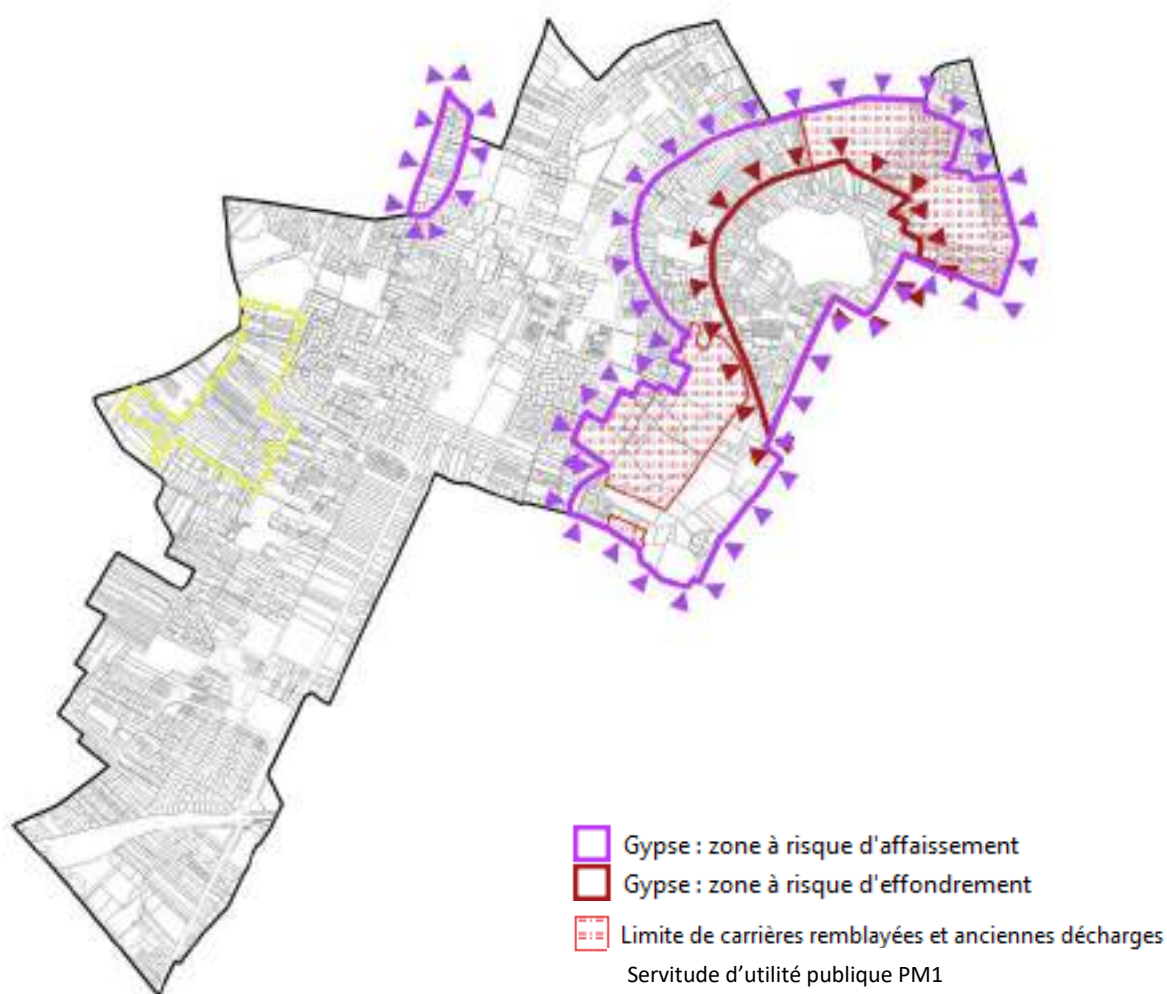 Gypse : zone à risque d'affaissement
Gypse : zone à risque d'effondrement
Limite de carrières remblayées et anciennes décharges
Servitude d’utilité publique PM1